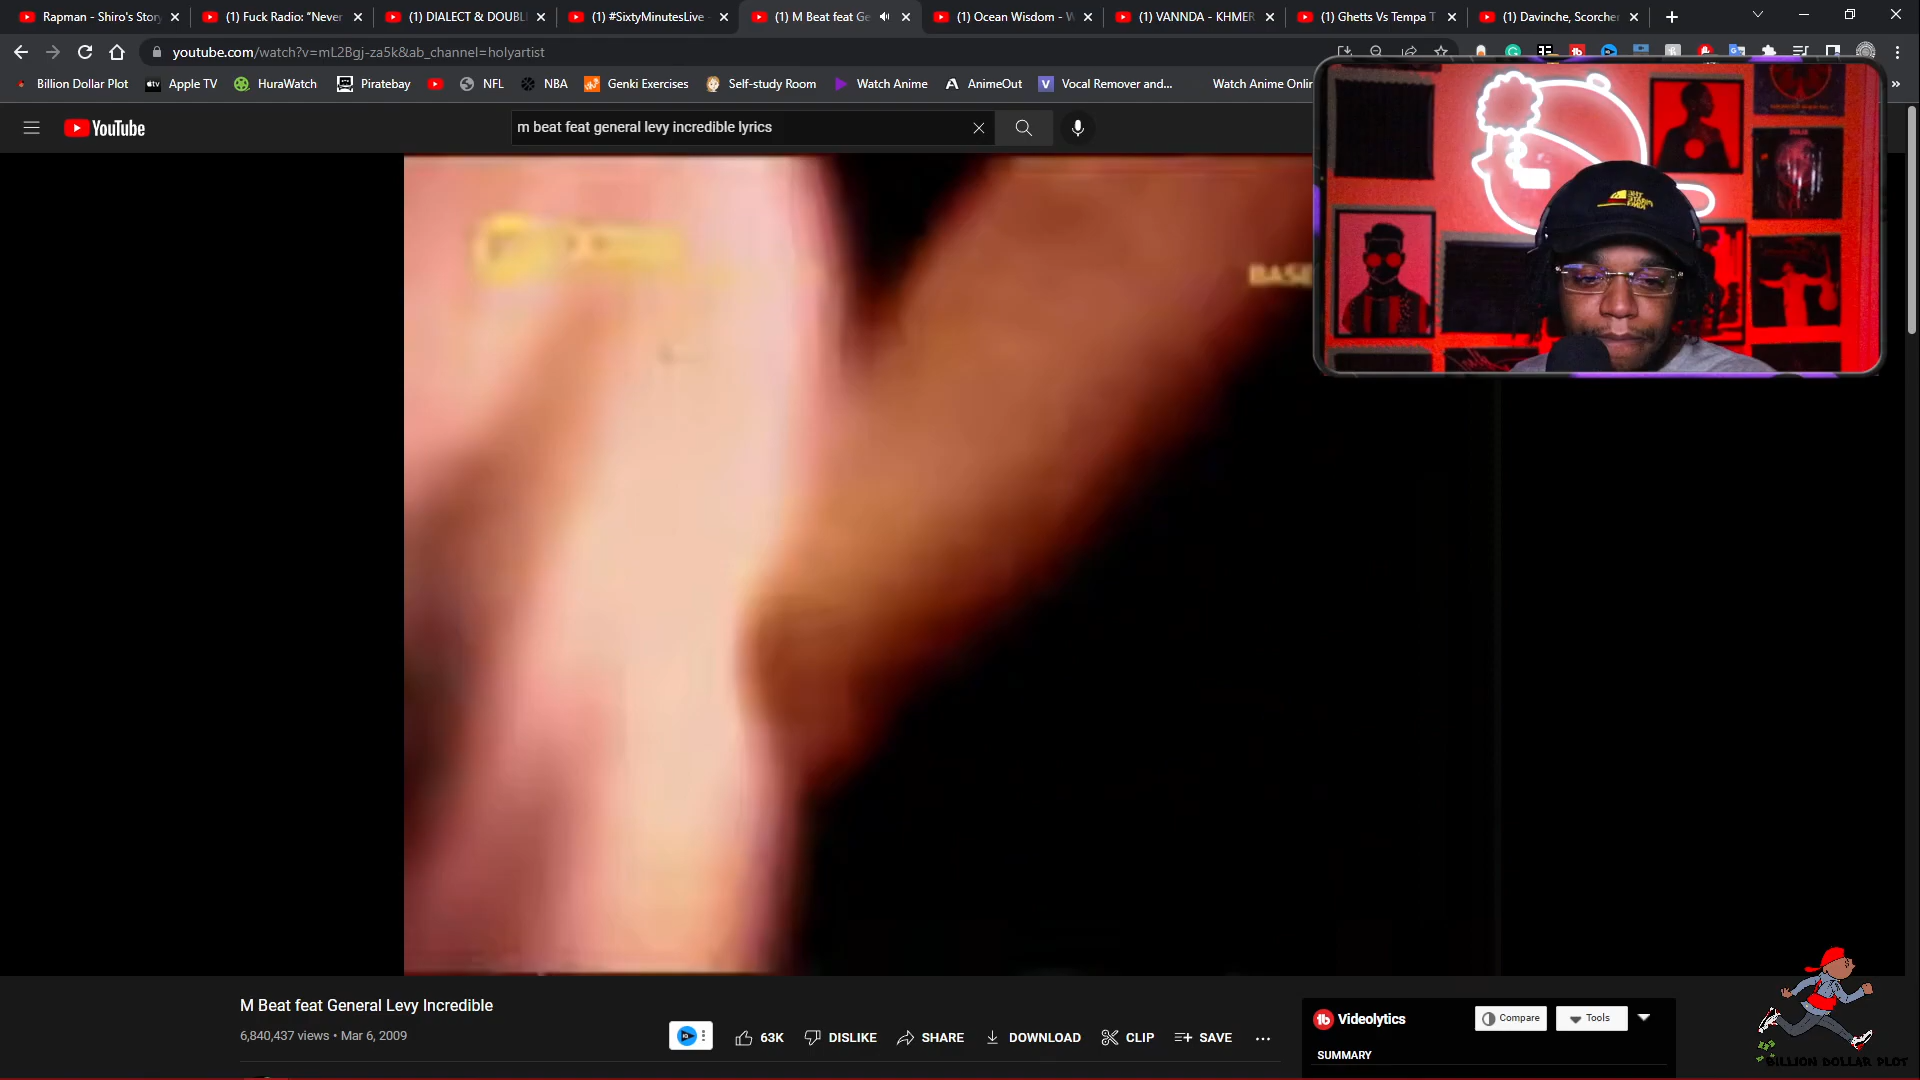 Rapman - Shiro's Story
(1) Fuck Radio: "Never
(1) DIALECT & DOUBL
(1) #SixtyMinutesLive -
(1) M Beat feat Ge
(1) Ocean Wisdom - W
(1) VANNDA - KHMER
(1) Ghetts Vs Tempa T
(1) Davinche, Scorcher
youtube.com/watch?v=mL2Bgj-za5k&ab_channel=holyartist
Billion Dollar Plot
Apple TV
HuraWatch
Piratebay
NFL
NBA
Genki Exercises
Self-study Room
Watch Anime
AnimeOut
Vocal Remover and...
Watch Anime Onlin
YouTube
m beat feat general levy incredible lyrics
BASE
M Beat feat General Levy Incredible
6,840,437 views • Mar 6, 2009
63K
DISLIKE
SHARE
DOWNLOAD
CLIP
SAVE
Videolytics
Compare
Tools
SUMMARY
BILLION DOLLAR PLOT